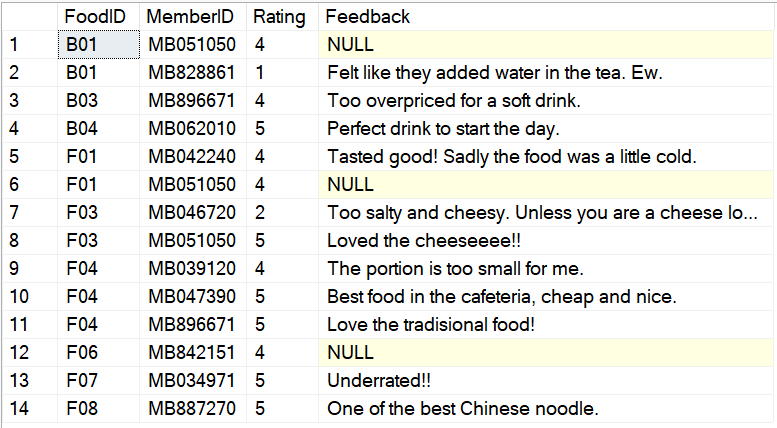 FoodID MemberID Rating Feedback
1 B01 MB051050 4 NULL
2 B01 MB828861 1 Felt like they added water in the tea. Ew.
3 B03 MB896671 4 Too overpriced for a soft drink.
4 B04 MB062010 5 Perfect drink to start the day.
5 F01 MB042240 4 Tasted good! Sadly the food was a little cold.
6 F01 MB051050 4 NULL
7 F03 MB046720 2 Too salty and cheesy. Unless you are a cheese lo...
8 F03 MB051050 5 Loved the cheeseeee!!
9 F04 MB039120 4 The portion is too small for me.
10 F04 MB047390 5 Best food in the cafeteria, cheap and nice.
11 F04 MB896671 5 Love the tradisional food!
12 F06 MB842151 4 NULL
13 F07 MB034971 5 Underrated!!
14 F08 MB887270 5 One of the best Chinese noodle.